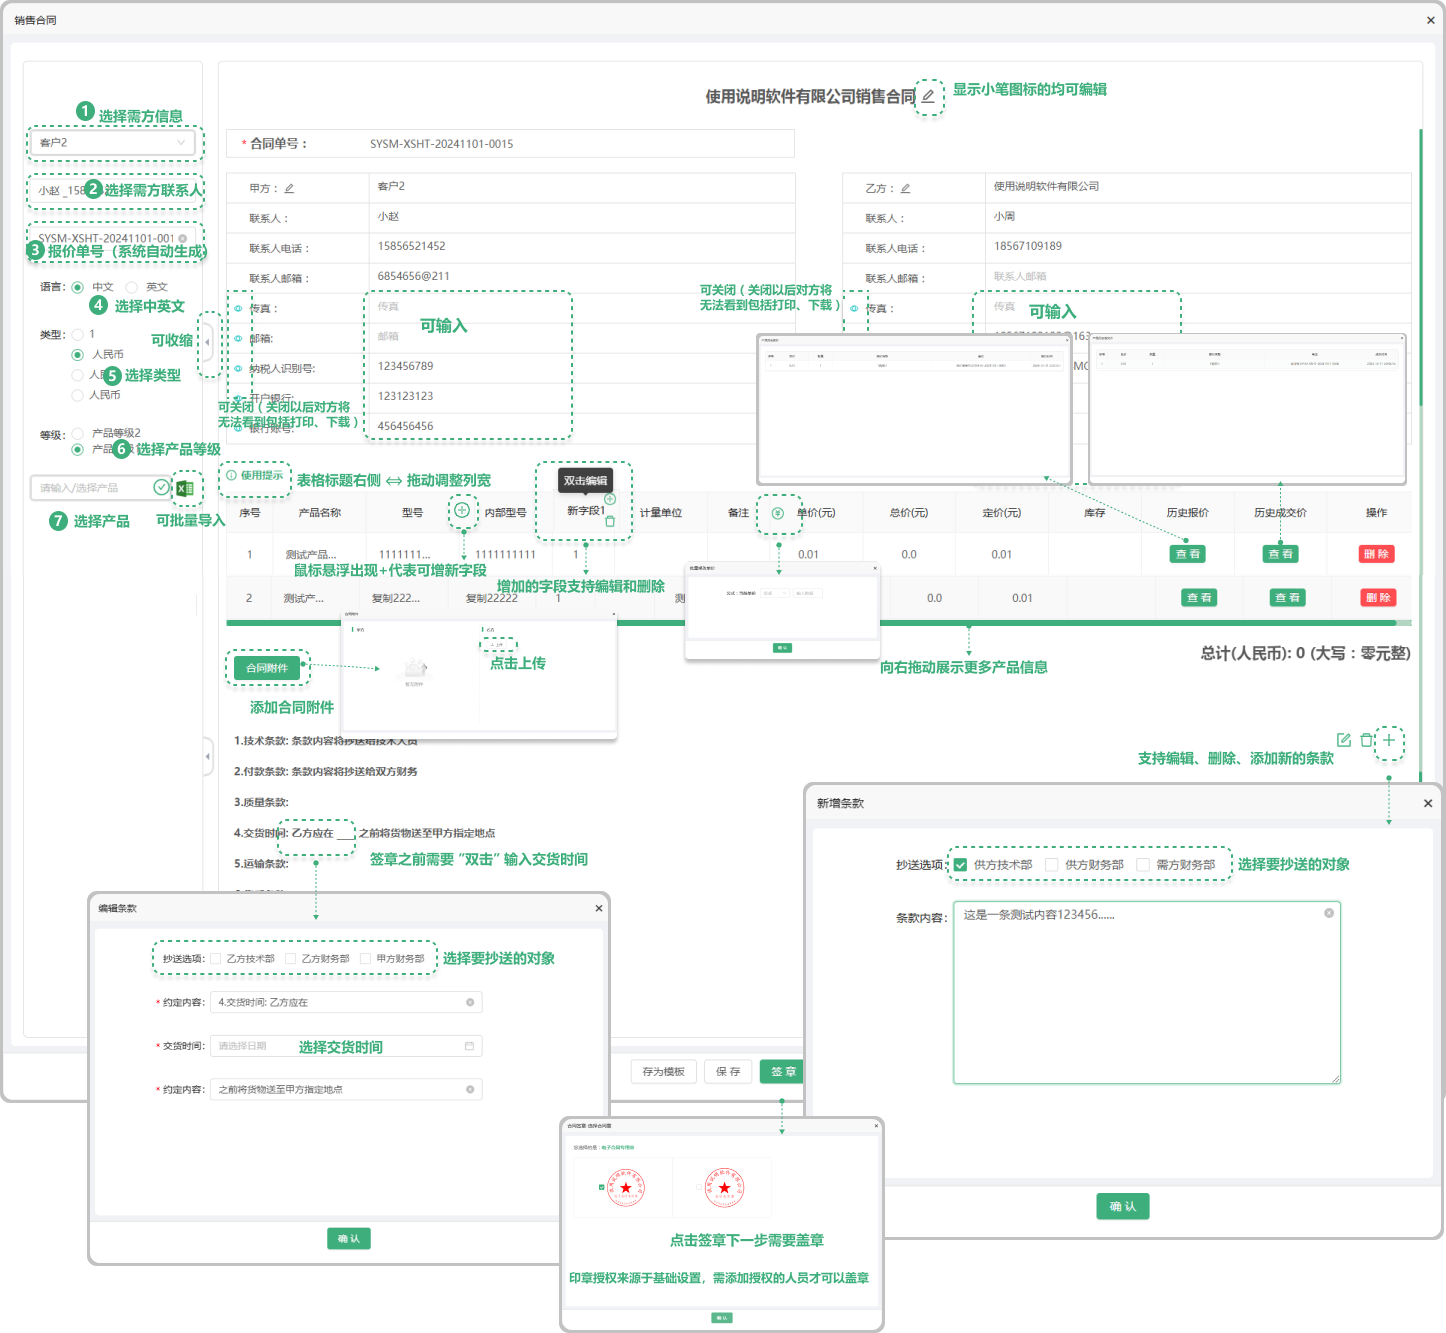 销售合同
1 选择需方信息
客户2
小赵 _158
2 选择需方联系人
SYSM-XSHT-20241101-001
3 报价单号（系统自动生成）
语言： 中文 英文
4 选择中英文
类型： 1
人民币
5 选择类型
人民币
可收缩
等级： 产品等级2
6 选择产品等级
请输入/选择产品
7 选择产品
可批量导入
使用说明软件有限公司销售合同
显示小笔图标的均可编辑
* 合同单号： SYSM-XSHT-20241101-0015
甲方： 客户2
联系人： 小赵
联系人电话： 15856521452
联系人邮箱： 6854656@211
传真： 传真
邮箱: 邮箱
可输入
纳税人识别号: 123456789
开户银行: 123123123
银行账号: 456456456
可关闭（关闭以后对方将
无法看到包括打印、下载）
乙方： 使用说明软件有限公司
联系人： 小周
联系人电话： 18567109189
联系人邮箱： 联系人邮箱
传真： 传真
可输入
可关闭（关闭以后对方将
无法看到包括打印、下载）
使用提示
表格标题右侧 ⇔ 拖动调整列宽
双击编辑
序号 产品名称 型号 内部型号 新字段1 计量单位 备注 单价(元) 总价(元) 定价(元) 库存 历史报价 历史成交价 操作
1 测试产品... 1111111... 1111111111 1 0.01 0.0 0.01 查看 查看 删除
鼠标悬浮出现+代表可增新字段
增加的字段支持编辑和删除
2 测试产... 复制222... 复制22222 1 测 0.0 0.01 查看 查看 删除
确认
合同附件
添加合同附件
点击上传
向右拖动展示更多产品信息
总计(人民币): 0 (大写：零元整)
1.技术条款: 条款内容将抄送给技术人员
2.付款条款: 条款内容将抄送给双方财务
3.质量条款:
4.交货时间: 乙方应在 ___ 之前将货物送至甲方指定地点
签章之前需要 “双击” 输入交货时间
5.运输条款:
支持编辑、删除、添加新的条款
编辑条款
抄送选项: 乙方技术部 乙方财务部 甲方财务部
选择要抄送的对象
* 约定内容: 4.交货时间: 乙方应在
* 交货时间: 请选择日期
选择交货时间
* 约定内容: 之前将货物送至甲方指定地点
确认
存为模板 保存 签章
新增条款
抄送选项: 供方技术部 供方财务部 需方财务部
选择要抄送的对象
条款内容: 这是一条测试内容123456......
确认
点击签章下一步需要盖章
印章授权来源于基础设置，需添加授权的人员才可以盖章
确认